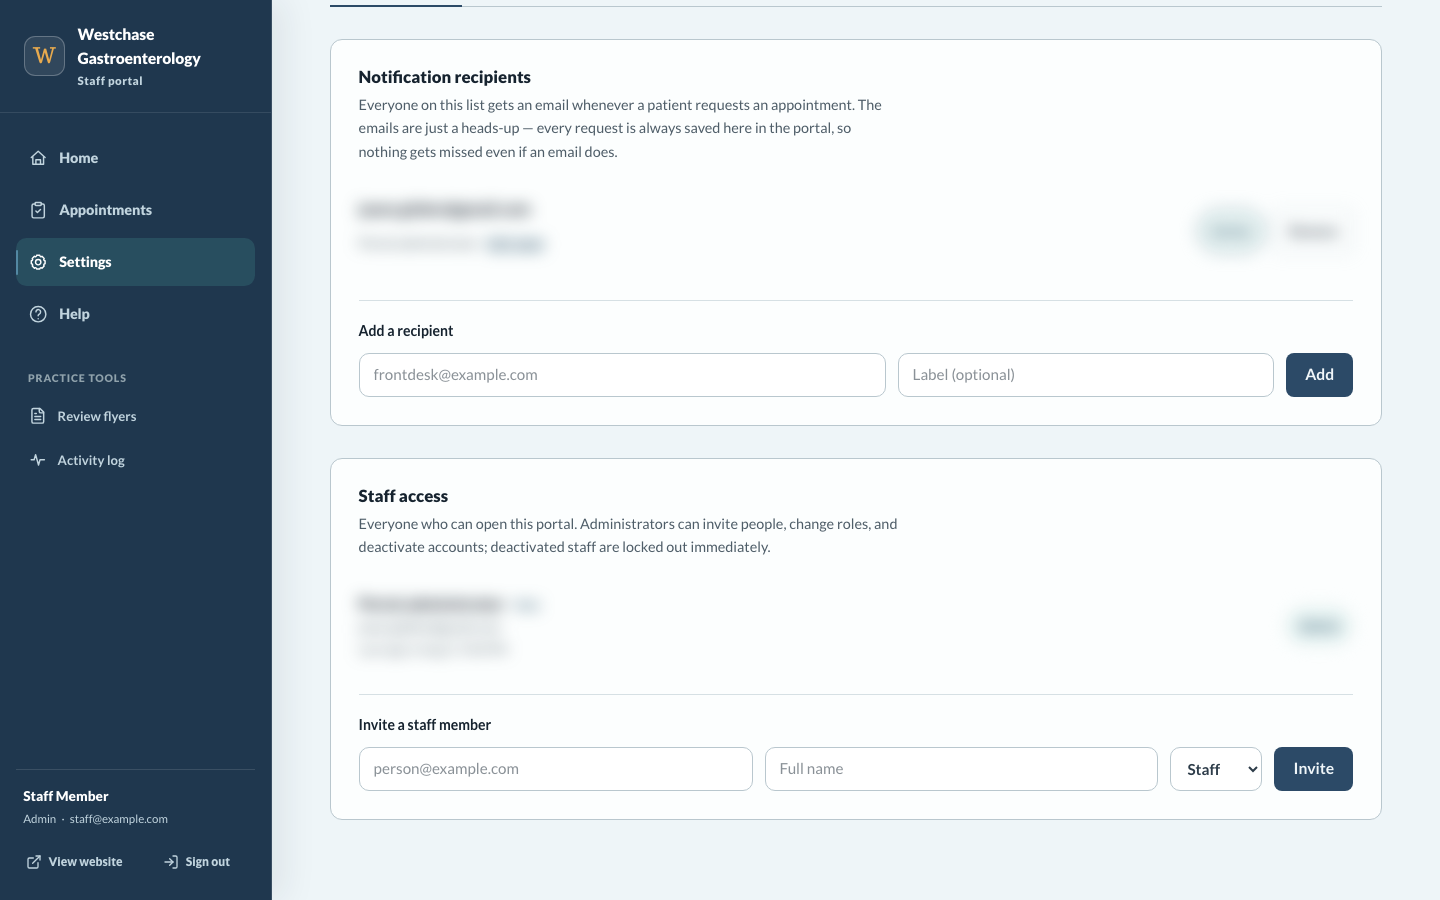 W
Westchase
Gastroenterology
Staff portal
Home
Appointments
Settings
Help
PRACTICE TOOLS
Review flyers
Activity log
Staff Member
Admin · staff@example.com
View website
Sign out
Notification recipients
Everyone on this list gets an email whenever a patient requests an appointment. The
emails are just a heads-up — every request is always saved here in the portal, so
nothing gets missed even if an email does.
Add a recipient
frontdesk@example.com
Label (optional)
Add
Staff access
Everyone who can open this portal. Administrators can invite people, change roles, and
deactivate accounts; deactivated staff are locked out immediately.
Invite a staff member
person@example.com
Full name
Staff
Invite